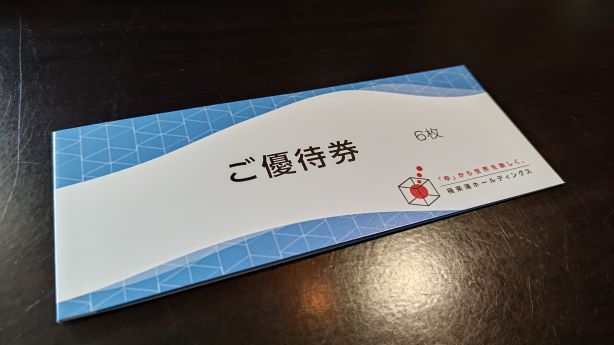 ご優待券
6枚
「ゆ」から世界を楽しく。
極楽湯ホールディングス